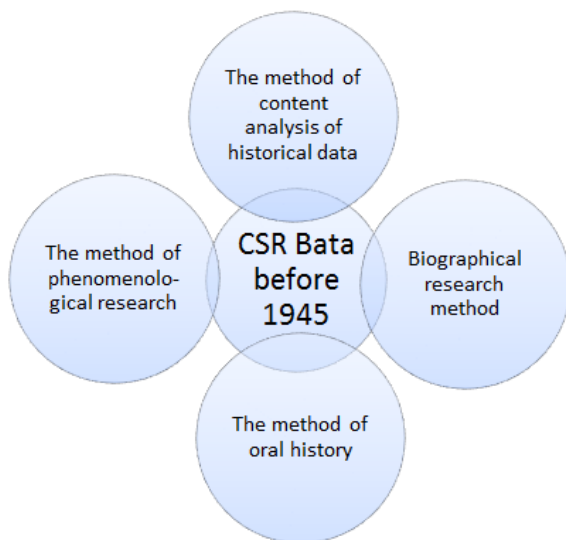 The method of
content
analysis of
historical data
The method of
phenomenolo-
gical research
CSR Bata
before
1945
Biographical
research
method
The method of
oral history